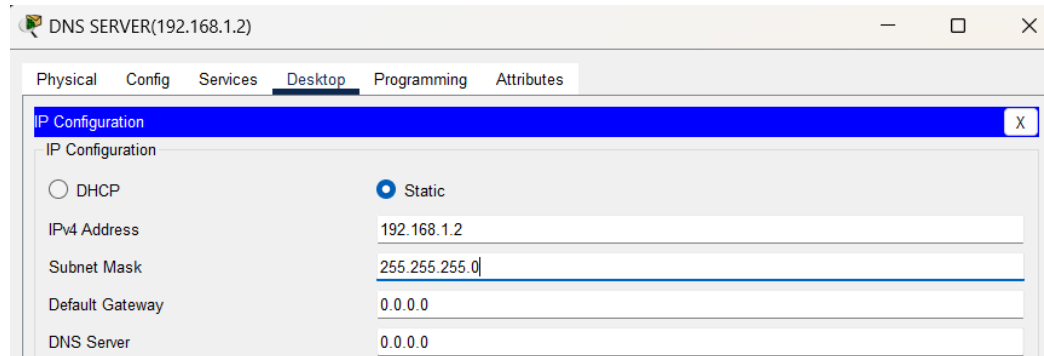 DNS SERVER(192.168.1.2)
Physical Config Services Desktop Programming Attributes
IP Configuration X
IP Configuration
DHCP Static
IPv4 Address 192.168.1.2
Subnet Mask 255.255.255.0
Default Gateway 0.0.0.0
DNS Server 0.0.0.0